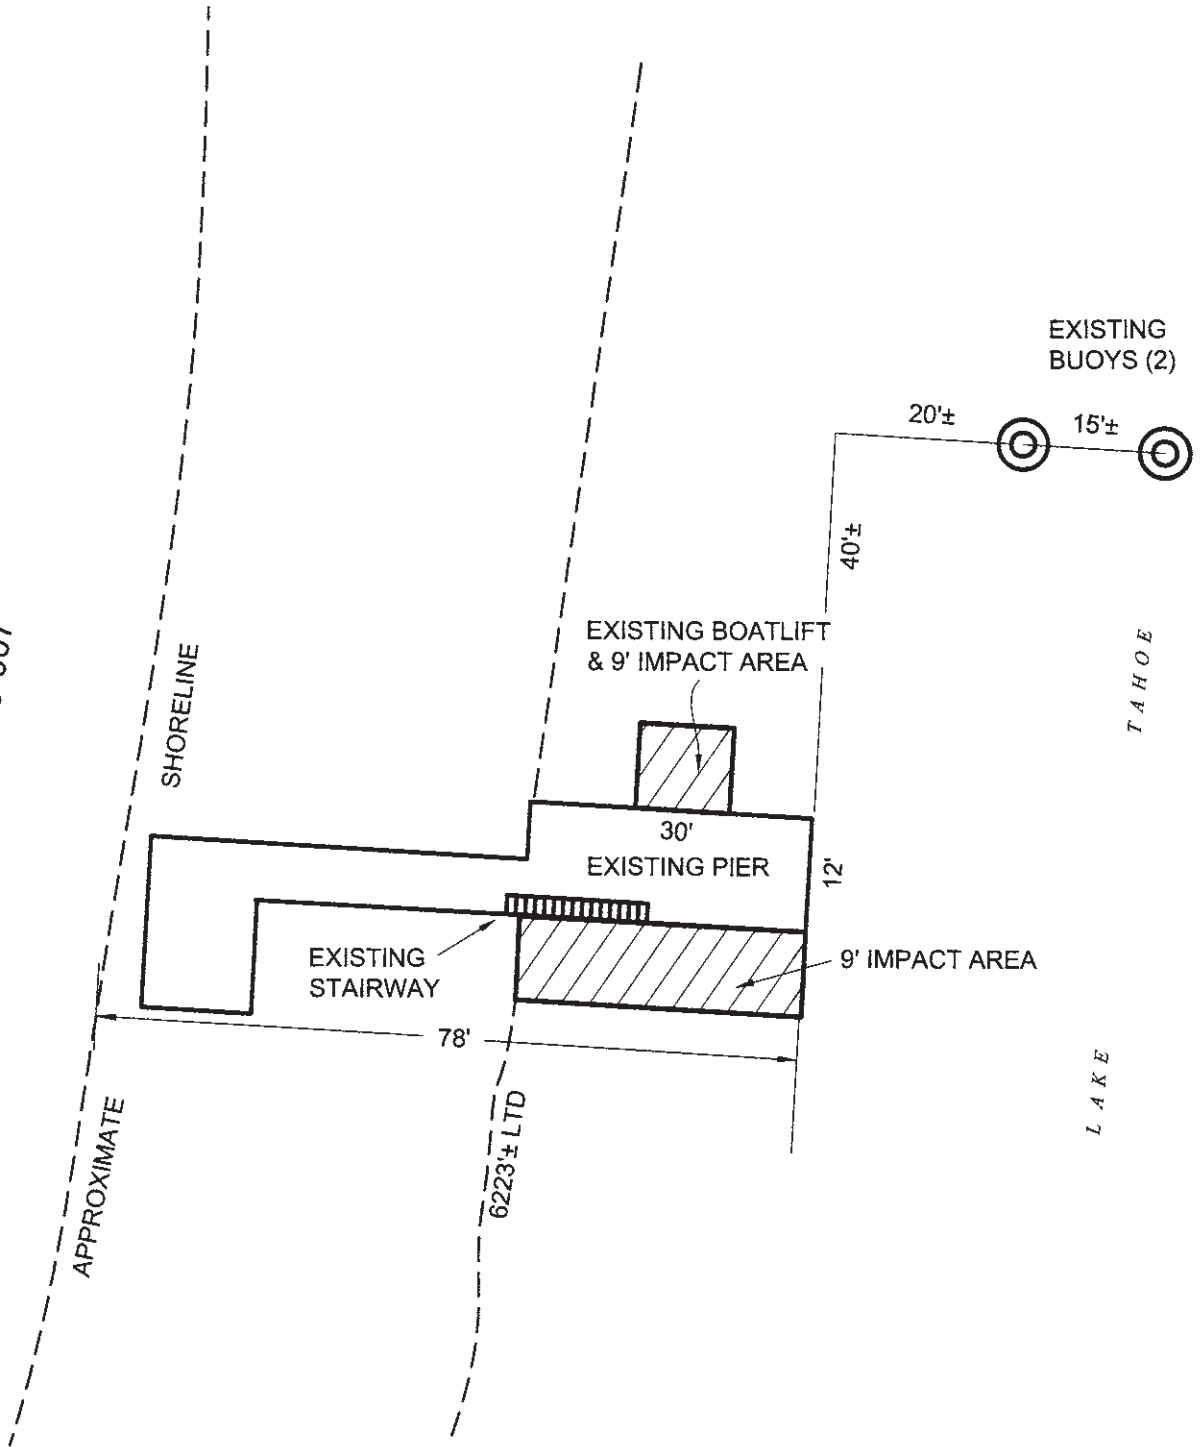 EXISTING
BUOYS (2)
20'±
15'±
40'±
EXISTING BOATLIFT
& 9' IMPACT AREA
TAHOE
SHORELINE
30'
EXISTING PIER
12'
EXISTING
STAIRWAY
9' IMPACT AREA
78'
LAKE
APPROXIMATE
6223'± LTD